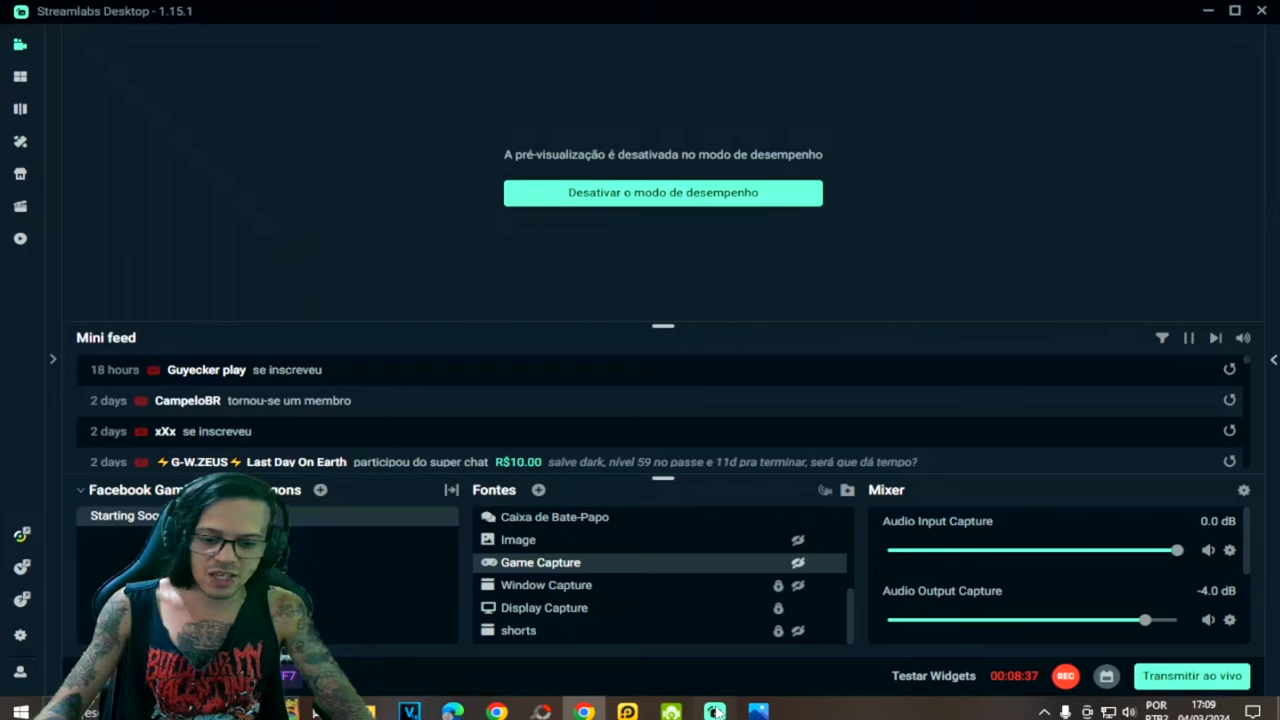 Streamlabs Desktop - 1.15.1
A pré-visualização é desativada no modo de desempenho
Desativar o modo de desempenho
Mini feed
18 hours Guyecker play se inscreveu
2 days CampeloBR tornou-se um membro
2 days xXx se inscreveu
2 days ⚡G-W.ZEUS⚡ Last Day On Earth participou do super chat R$10.00 salve dark, nível 59 no passe e 11d pra terminar, será que dá tempo?
Facebook Gam
Starting Soo
Fontes
Caixa de Bate-Papo
Image
Game Capture
Window Capture
Display Capture
shorts
Mixer
Audio Input Capture 0.0 dB
Audio Output Capture -4.0 dB
F7
Testar Widgets 00:08:37 REC Transmitir ao vivo
POR 17:09
PTB2 04/03/2024